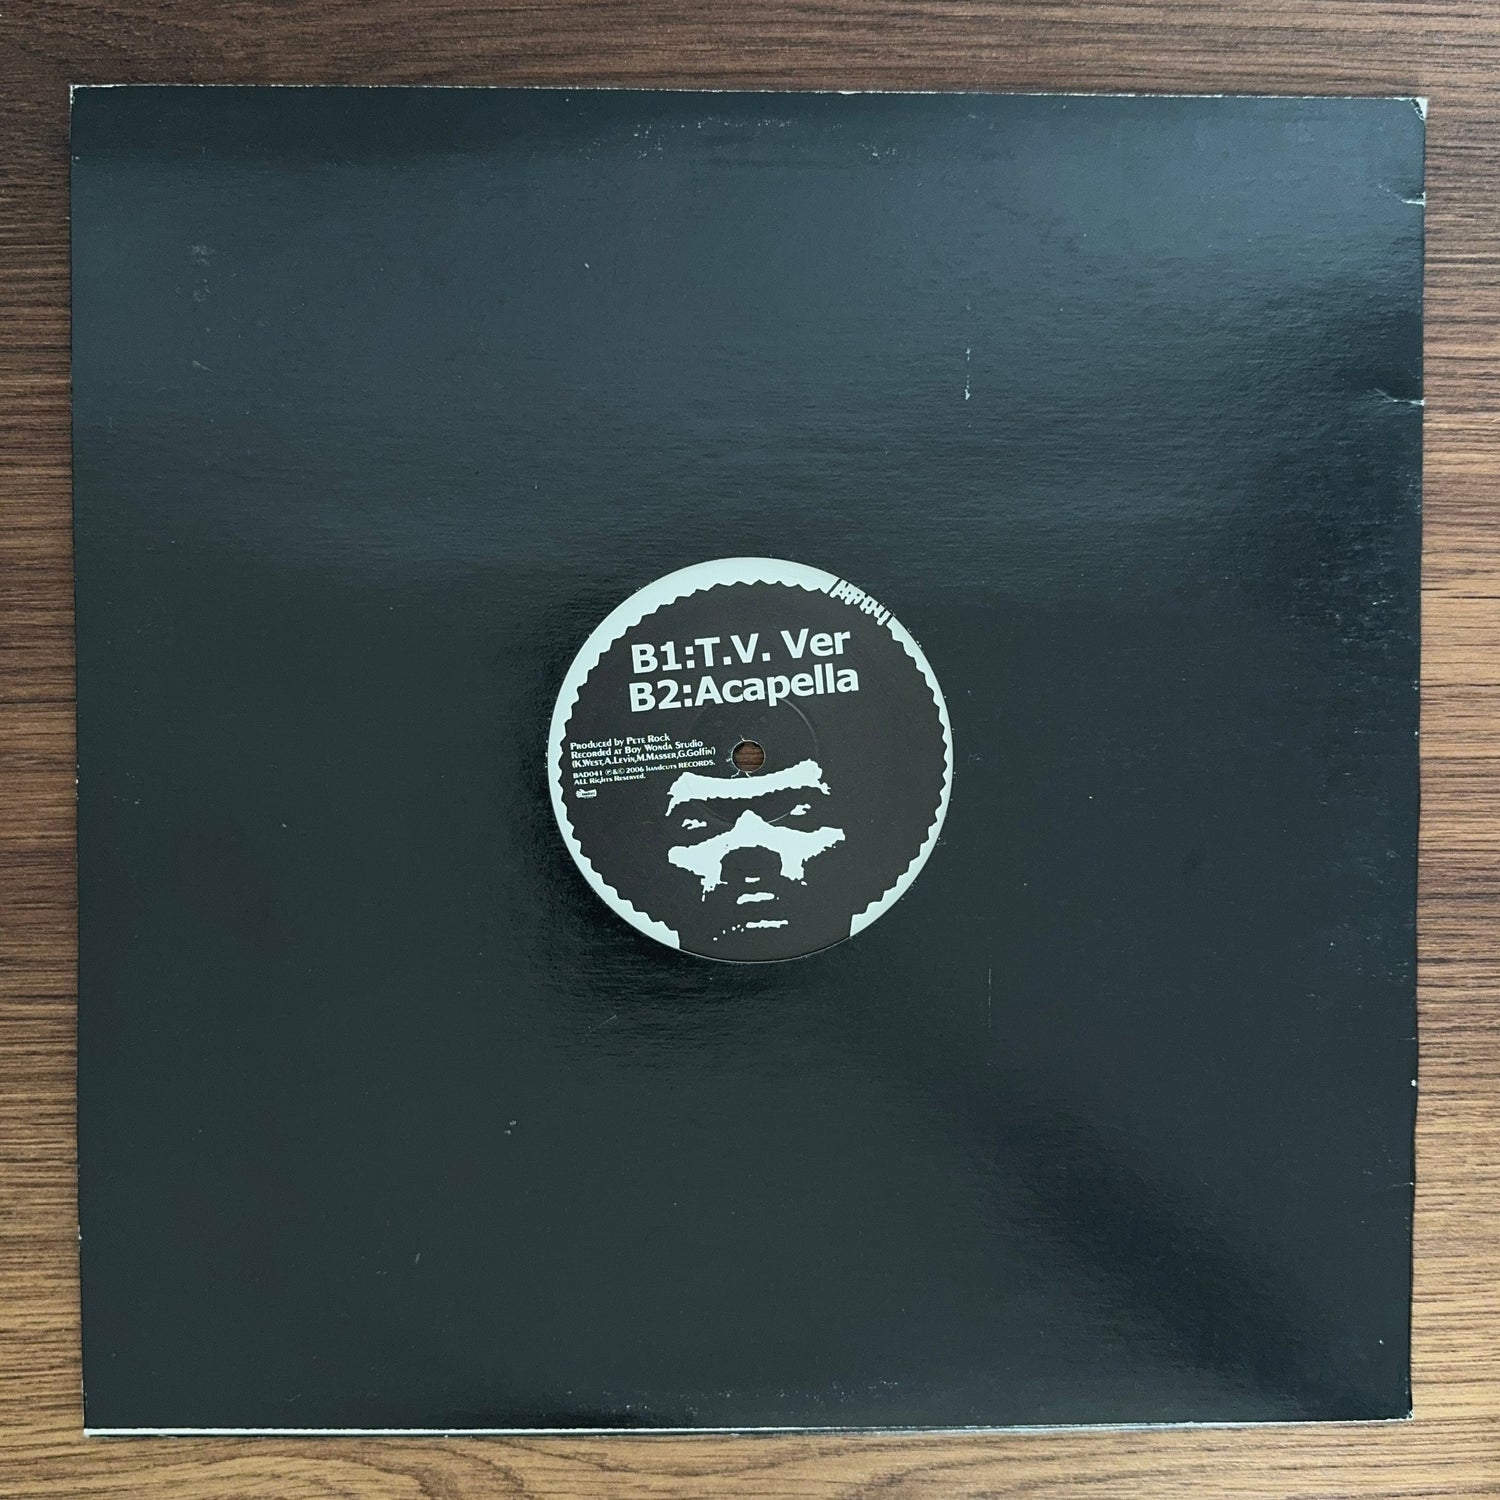 B1:T.V. Ver
B2:Acapella
Produced by Pete Rock
Recorded at Boy Wonda Studio
(K.West,A.Levin,M.Masser,G.Goffin)
BAD041 ℗&© 2006 handcuts RECORDS.
ALL Rights Reserved.